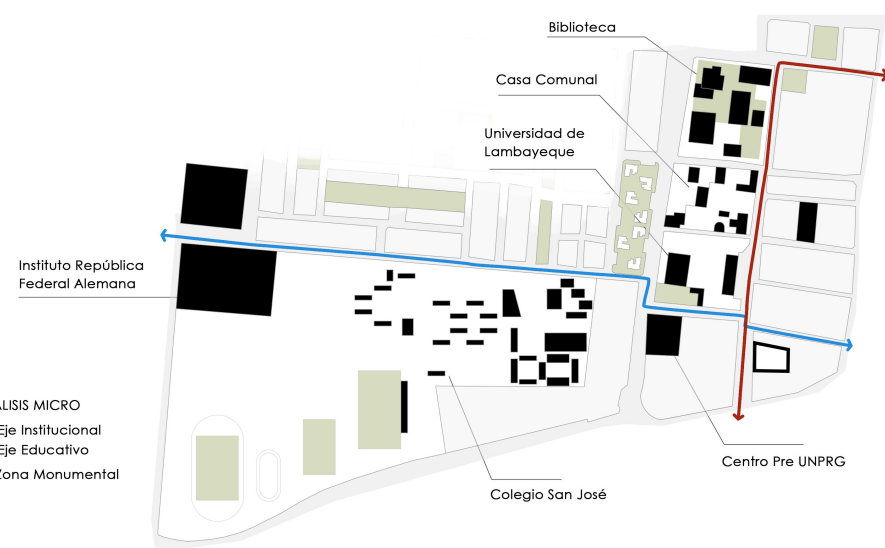 Biblioteca
Casa Comunal
Universidad de
Lambayeque
Instituto República
Federal Alemana
LISIS MICRO
Eje Institucional
Eje Educativo
Zona Monumental
Centro Pre UNPRG
Colegio San José